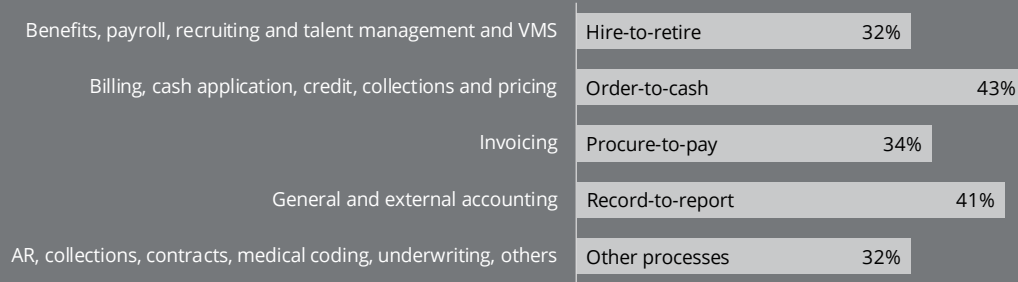 Benefits, payroll, recruiting and talent management and VMS Hire-to-retire 32%
Billing, cash application, credit, collections and pricing Order-to-cash 43%
Invoicing Procure-to-pay 34%
General and external accounting Record-to-report 41%
AR, collections, contracts, medical coding, underwriting, others Other processes 32%